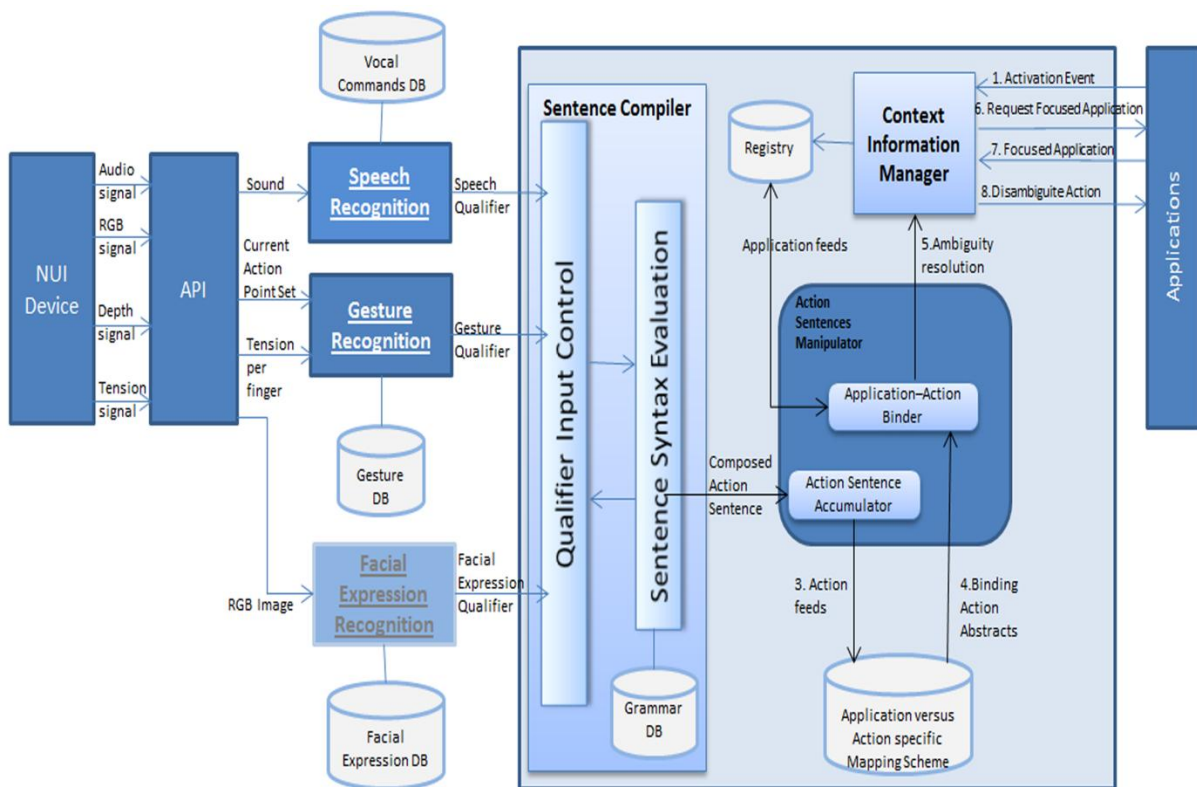 Vocal
Commands DB
NUI
Device
Audio
signal
RGB
signal
Depth
signal
Tension
signal
API
Sound
Current
Action
Point Set
Tension
per
finger
RGB Image
Speech
Recognition
Gesture
Recognition
Gesture
DB
Facial
Expression
Recognition
Facial
Expression DB
Speech
Qualifier
Gesture
Qualifier
Facial
Expression
Qualifier
Sentence Compiler
Qualifier Input Control
Sentence Syntax Evaluation
Grammar
DB
Composed
Action
Sentence
Registry
Application feeds
Context
Information
Manager
5.Ambiguity
resolution
Action
Sentences
Manipulator
Application–Action
Binder
Action Sentence
Accumulator
3. Action
feeds
4.Binding
Action
Abstracts
Application versus
Action specific
Mapping Scheme
1. Activation Event
6. Request Focused Application
7. Focused Application
8.Disambiguite Action
Applications